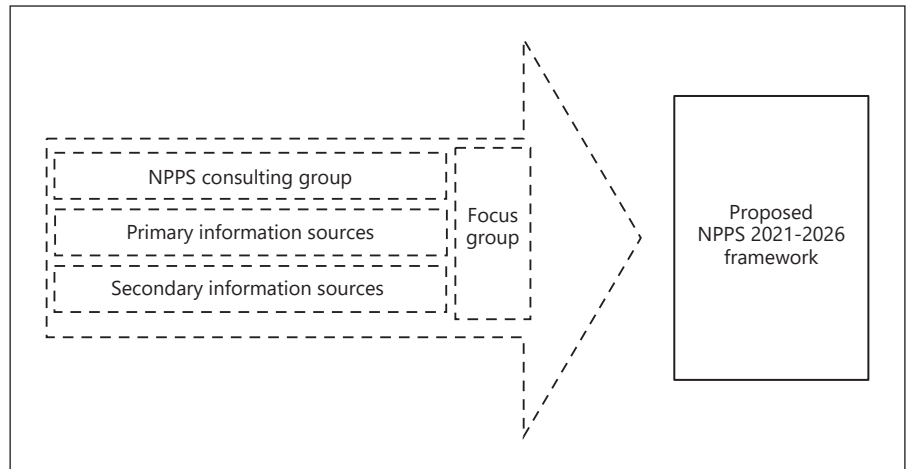 NPPS consulting group
Primary information sources
Secondary information sources
Focus
group
Proposed
NPPS 2021-2026
framework